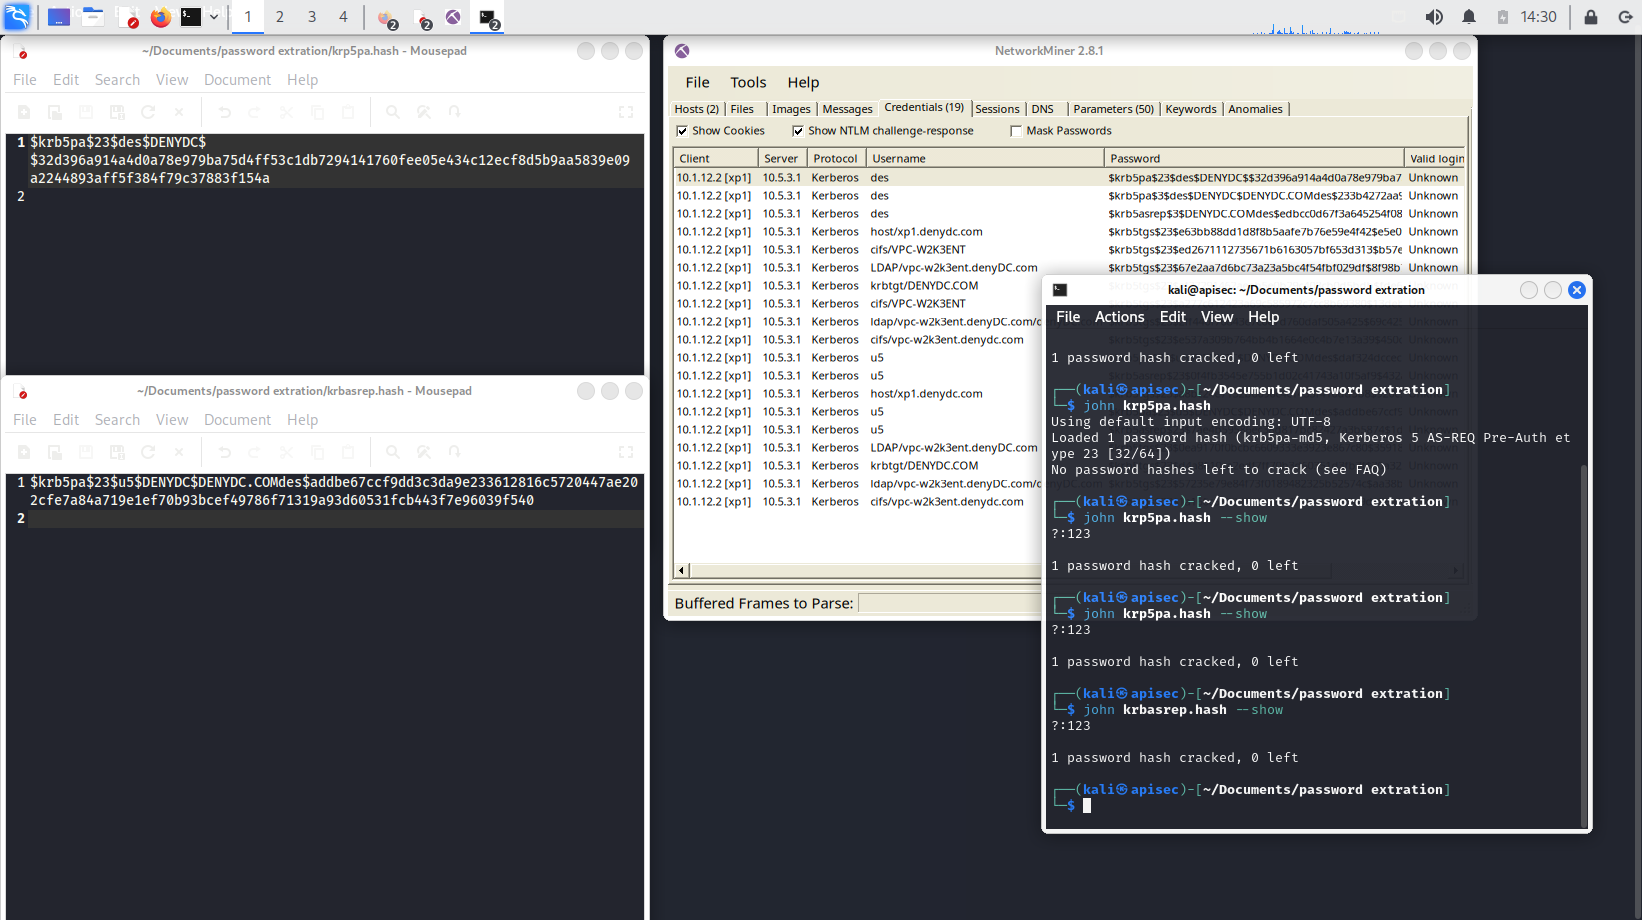 1 2 3 4
2 2 2
14:30
~/Documents/password extration/krp5pa.hash - Mousepad
File Edit Search View Document Help
1 $krb5pa$23$des$DENYDC$
$32d396a914a4d0a78e979ba75d4ff53c1db7294141760fee05e434c12ecf8d5b9aa5839e09
a2244893aff5f384f79c37883f154a
2
~/Documents/password extration/krbasrep.hash - Mousepad
File Edit Search View Document Help
1 $krb5pa$23$u5$DENYDC$DENYDC.COMdes$addbe67ccf9dd3c3da9e233612816c5720447ae20
2cfe7a84a719e1ef70b93bcef49786f71319a93d60531fcb443f7e96039f540
2
NetworkMiner 2.8.1
File Tools Help
Hosts (2) Files Images Messages Credentials (19) Sessions DNS Parameters (50) Keywords Anomalies
Show Cookies Show NTLM challenge-response Mask Passwords
Client Server Protocol Username Password Valid login
10.1.12.2 [xp1] 10.5.3.1 Kerberos des $krb5pa$23$des$DENYDC$$32d396a914a4d0a78e979ba7 Unknown
10.1.12.2 [xp1] 10.5.3.1 Kerberos des $krb5pa$3$des$DENYDC$DENYDC.COMdes$233b4272aa9 Unknown
10.1.12.2 [xp1] 10.5.3.1 Kerberos des $krb5asrep$3$DENYDC.COMdes$edbcc0d67f3a645254f08 Unknown
10.1.12.2 [xp1] 10.5.3.1 Kerberos host/xp1.denydc.com $krb5tgs$23$e63bb88dd1d8f8b5aafe7b76e59e4f42$e5e0 Unknown
10.1.12.2 [xp1] 10.5.3.1 Kerberos cifs/VPC-W2K3ENT $krb5tgs$23$ed2671112735671b6163057bf653d313$b57e Unknown
10.1.12.2 [xp1] 10.5.3.1 Kerberos LDAP/vpc-w2k3ent.denyDC.com $krb5tgs$23$67e2aa7d6bc73a23a5bc4f54fbf029df$8f98b Unknown
10.1.12.2 [xp1] 10.5.3.1 Kerberos krbtgt/DENYDC.COM
10.1.12.2 [xp1] 10.5.3.1 Kerberos cifs/VPC-W2K3ENT
10.1.12.2 [xp1] 10.5.3.1 Kerberos ldap/vpc-w2k3ent.denyDC.com/d
10.1.12.2 [xp1] 10.5.3.1 Kerberos cifs/vpc-w2k3ent.denydc.com
10.1.12.2 [xp1] 10.5.3.1 Kerberos u5
10.1.12.2 [xp1] 10.5.3.1 Kerberos u5
10.1.12.2 [xp1] 10.5.3.1 Kerberos host/xp1.denydc.com
10.1.12.2 [xp1] 10.5.3.1 Kerberos u5
10.1.12.2 [xp1] 10.5.3.1 Kerberos u5
10.1.12.2 [xp1] 10.5.3.1 Kerberos LDAP/vpc-w2k3ent.denyDC.com
10.1.12.2 [xp1] 10.5.3.1 Kerberos krbtgt/DENYDC.COM
10.1.12.2 [xp1] 10.5.3.1 Kerberos ldap/vpc-w2k3ent.denyDC.com/d
10.1.12.2 [xp1] 10.5.3.1 Kerberos cifs/vpc-w2k3ent.denydc.com
Buffered Frames to Parse:
kali@apisec: ~/Documents/password extration
File Actions Edit View Help
1 password hash cracked, 0 left
┌──(kali㉿apisec)-[~/Documents/password extration]
└─$ john krp5pa.hash
Using default input encoding: UTF-8
Loaded 1 password hash (krb5pa-md5, Kerberos 5 AS-REQ Pre-Auth et
ype 23 [32/64])
No password hashes left to crack (see FAQ)
┌──(kali㉿apisec)-[~/Documents/password extration]
└─$ john krp5pa.hash --show
?:123
1 password hash cracked, 0 left
┌──(kali㉿apisec)-[~/Documents/password extration]
└─$ john krp5pa.hash --show
?:123
1 password hash cracked, 0 left
┌──(kali㉿apisec)-[~/Documents/password extration]
└─$ john krbasrep.hash --show
?:123
1 password hash cracked, 0 left
┌──(kali㉿apisec)-[~/Documents/password extration]
└─$